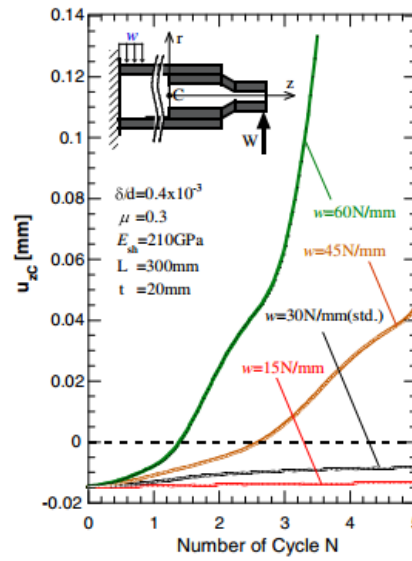 0.14
0.12
0.1
0.08
0.06
0.04
0.02
0
-0.02
u_zC [mm]
w
r
C
z
W
δ/d=0.4x10⁻³
μ =0.3
E_sh=210GPa
L =300mm
t =20mm
w=60N/mm
w=45N/mm
w=30N/mm(std.)
w=15N/mm
0 1 2 3 4 5
Number of Cycle N